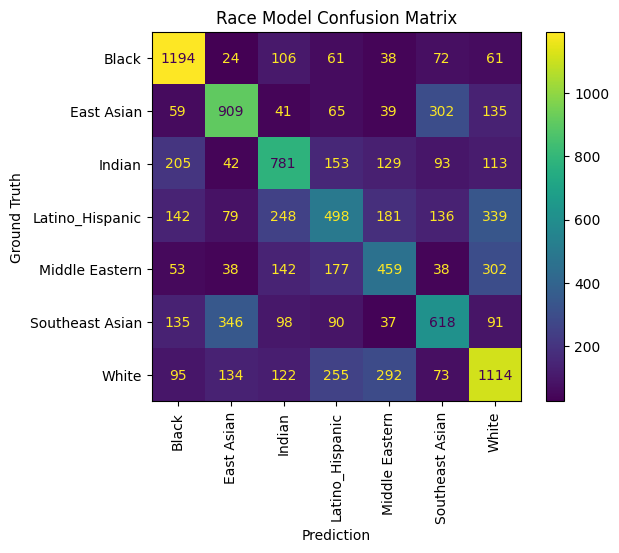 Race Model Confusion Matrix
Ground Truth
Black 1194 24 106 61 38 72 61
East Asian 59 909 41 65 39 302 135
Indian 205 42 781 153 129 93 113
Latino_Hispanic 142 79 248 498 181 136 339
Middle Eastern 53 38 142 177 459 38 302
Southeast Asian 135 346 98 90 37 618 91
White 95 134 122 255 292 73 1114
Black East Asian Indian Latino_Hispanic Middle Eastern Southeast Asian White
Prediction
1000
800
600
400
200